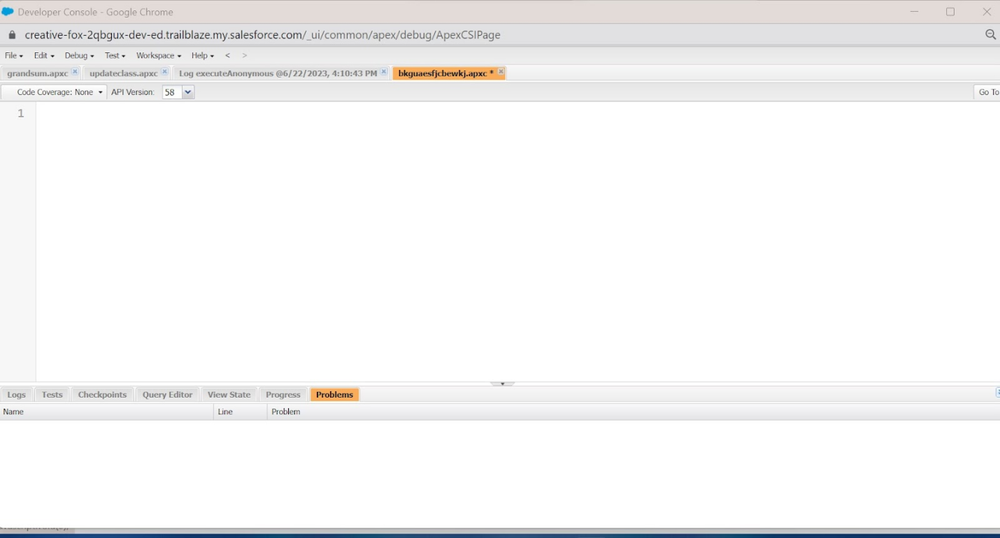 Developer Console - Google Chrome
creative-fox-2qbgux-dev-ed.trailblaze.my.salesforce.com/_ui/common/apex/debug/ApexCSIPage
File Edit Debug Test Workspace Help < >
grandsum.apxc updateclass.apxc Log executeAnonymous @6/22/2023, 4:10:43 PM bkguaesfjcbewkj.apxc *
Code Coverage: None API Version: 58 Go To
1
Logs Tests Checkpoints Query Editor View State Progress Problems
Name Line Problem